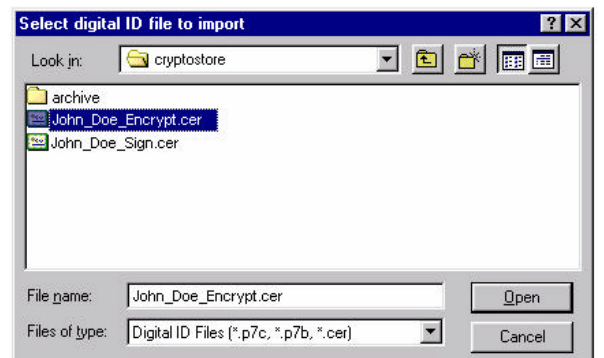 Select digital ID file to import
Look in: cryptostore
archive
John_Doe_Encrypt.cer
John_Doe_Sign.cer
File name: John_Doe_Encrypt.cer Open
Files of type: Digital ID Files (*.p7c, *.p7b, *.cer) Cancel